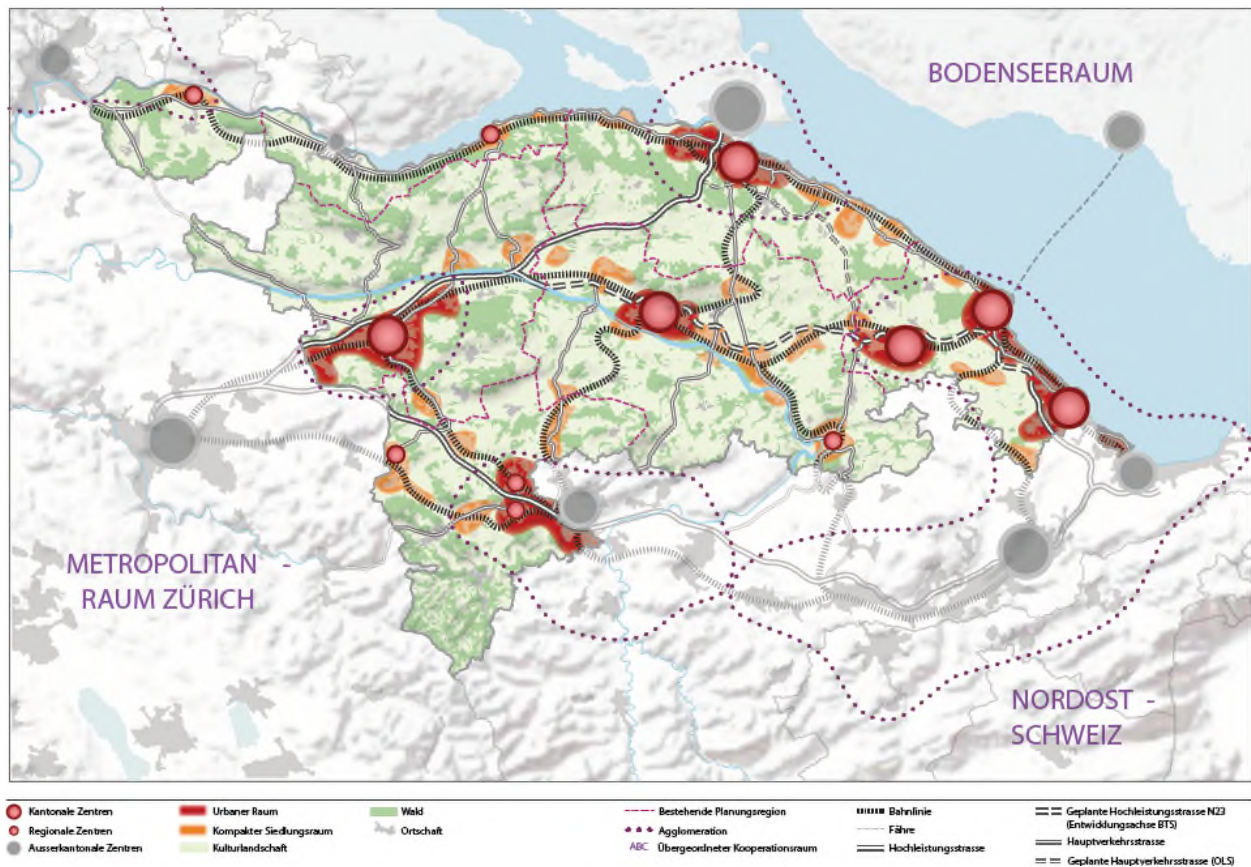 BODENSEERAUM
METROPOLITAN -
RAUM ZÜRICH
NORDOST -
SCHWEIZ
Kantonale Zentren
Regionale Zentren
Ausserkantonale Zentren
Urbaner Raum
Kompakter Siedlungsraum
Kulturlandschaft
Wald
Ortschaft
Bestehende Planungsregion
Agglomeration
ABC Übergeordneter Kooperationsraum
Bahnlinie
Fähre
Hochleistungsstrasse
Geplante Hochleistungsstrasse N23
(Entwicklungsachse BTS)
Hauptverkehrsstrasse
Geplante Hauptverkehrsstrasse (OLS)